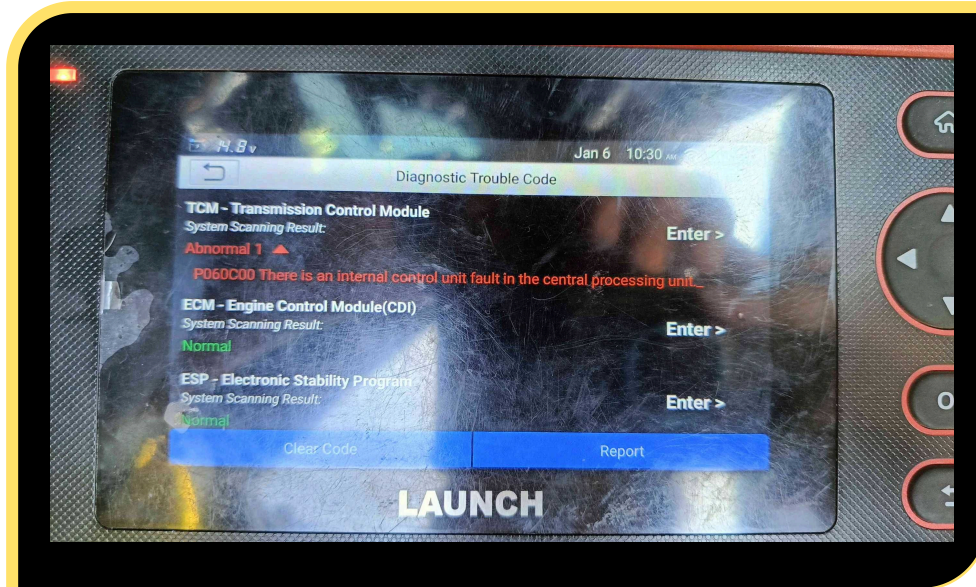 14.8v
Jan 6 10:30 AM
Diagnostic Trouble Code
TCM - Transmission Control Module
System Scanning Result:
Enter >
Abnormal 1
P060C00 There is an internal control unit fault in the central processing unit...
ECM - Engine Control Module(CDI)
System Scanning Result:
Enter >
Normal
ESP - Electronic Stability Program
System Scanning Result:
Enter >
Normal
Clear Code
Report
LAUNCH